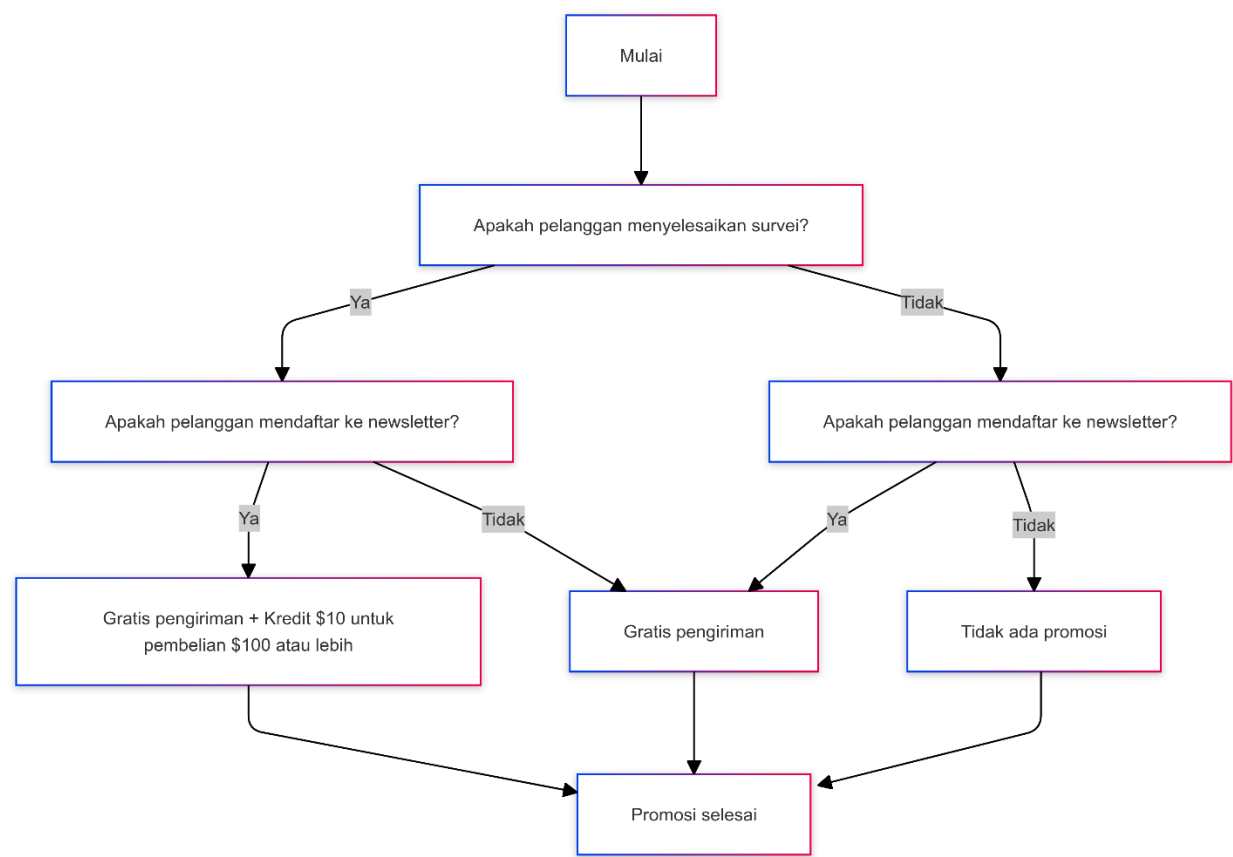 Mulai
Apakah pelanggan menyelesaikan survei?
Ya
Tidak
Apakah pelanggan mendaftar ke newsletter?
Apakah pelanggan mendaftar ke newsletter?
Ya
Tidak
Ya
Tidak
Gratis pengiriman + Kredit $10 untuk
pembelian $100 atau lebih
Gratis pengiriman
Tidak ada promosi
Promosi selesai